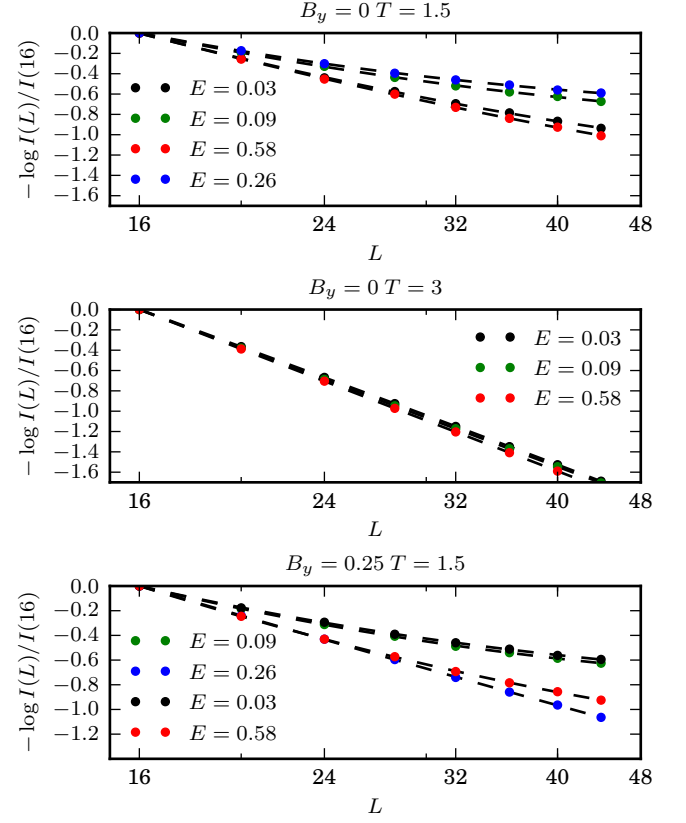 B_y = 0 T = 1.5
0.0
−0.2
−0.4
−0.6
−0.8
−1.0
−1.2
−1.4
−1.6
− log I(L)/I(16)
E = 0.03
E = 0.09
E = 0.58
E = 0.26
16 24 32 40 48
L
B_y = 0 T = 3
0.0
−0.2
−0.4
−0.6
−0.8
−1.0
−1.2
−1.4
−1.6
− log I(L)/I(16)
E = 0.03
E = 0.09
E = 0.58
16 24 32 40 48
L
B_y = 0.25 T = 1.5
0.0
−0.2
−0.4
−0.6
−0.8
−1.0
−1.2
− log I(L)/I(16)
E = 0.09
E = 0.26
E = 0.03
E = 0.58
16 24 32 40 48
L